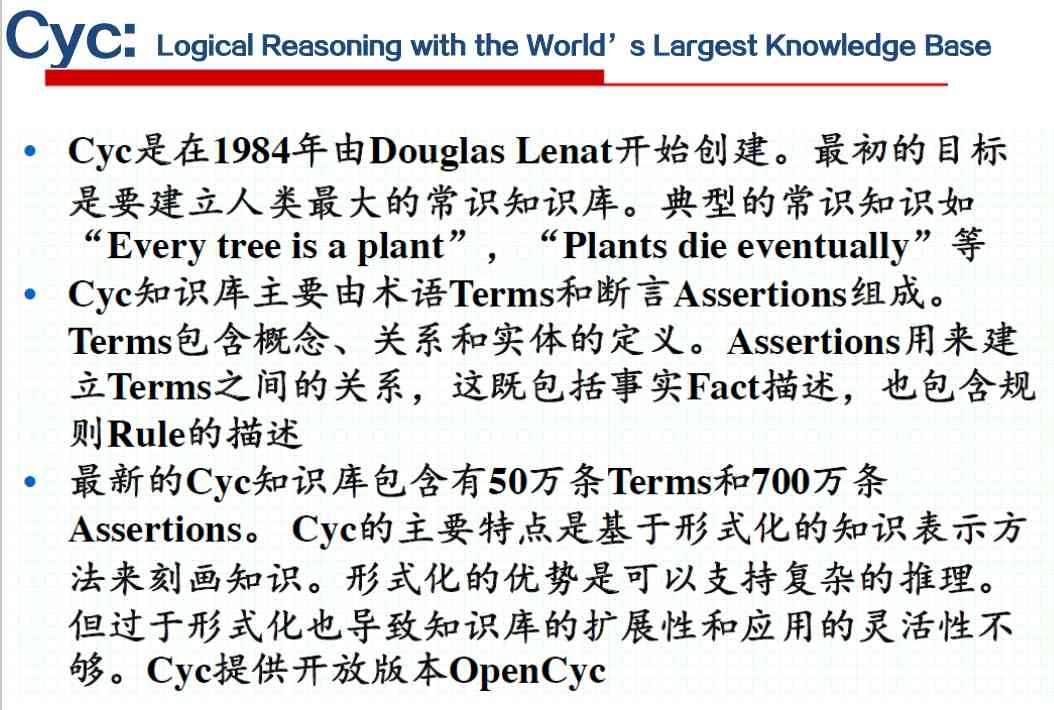 Cyc: Logical Reasoning with the World’s Largest Knowledge Base
• Cyc是在1984年由Douglas Lenat开始创建。最初的目标
是要建立人类最大的常识知识库。典型的常识知识如
“Every tree is a plant”，“Plants die eventually”等
• Cyc知识库主要由术语Terms和断言Assertions组成。
Terms包含概念、关系和实体的定义。Assertions用来建
立Terms之间的关系，这既包括事实Fact描述，也包含规
则Rule的描述
• 最新的Cyc知识库包含有50万条Terms和700万条
Assertions。 Cyc的主要特点是基于形式化的知识表示方
法来刻画知识。形式化的优势是可以支持复杂的推理。
但过于形式化也导致知识库的扩展性和应用的灵活性不
够。Cyc提供开放版本OpenCyc